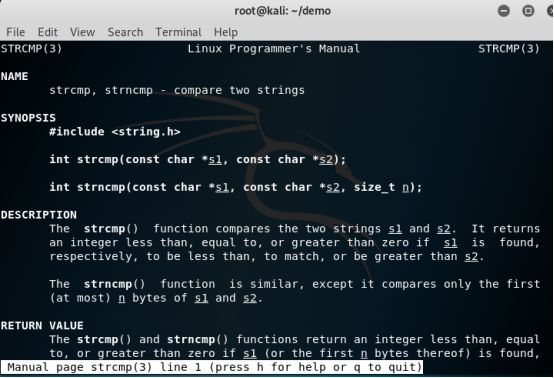 root@kali: ~/demo
File Edit View Search Terminal Help
STRCMP(3) Linux Programmer's Manual STRCMP(3)
NAME
strcmp, strncmp - compare two strings
SYNOPSIS
#include <string.h>
int strcmp(const char *s1, const char *s2);
int strncmp(const char *s1, const char *s2, size_t n);
DESCRIPTION
The strcmp() function compares the two strings s1 and s2. It returns
an integer less than, equal to, or greater than zero if s1 is found,
respectively, to be less than, to match, or be greater than s2.
The strncmp() function is similar, except it compares only the first
(at most) n bytes of s1 and s2.
RETURN VALUE
The strcmp() and strncmp() functions return an integer less than, equal
to, or greater than zero if s1 (or the first n bytes thereof) is found,
Manual page strcmp(3) line 1 (press h for help or q to quit)